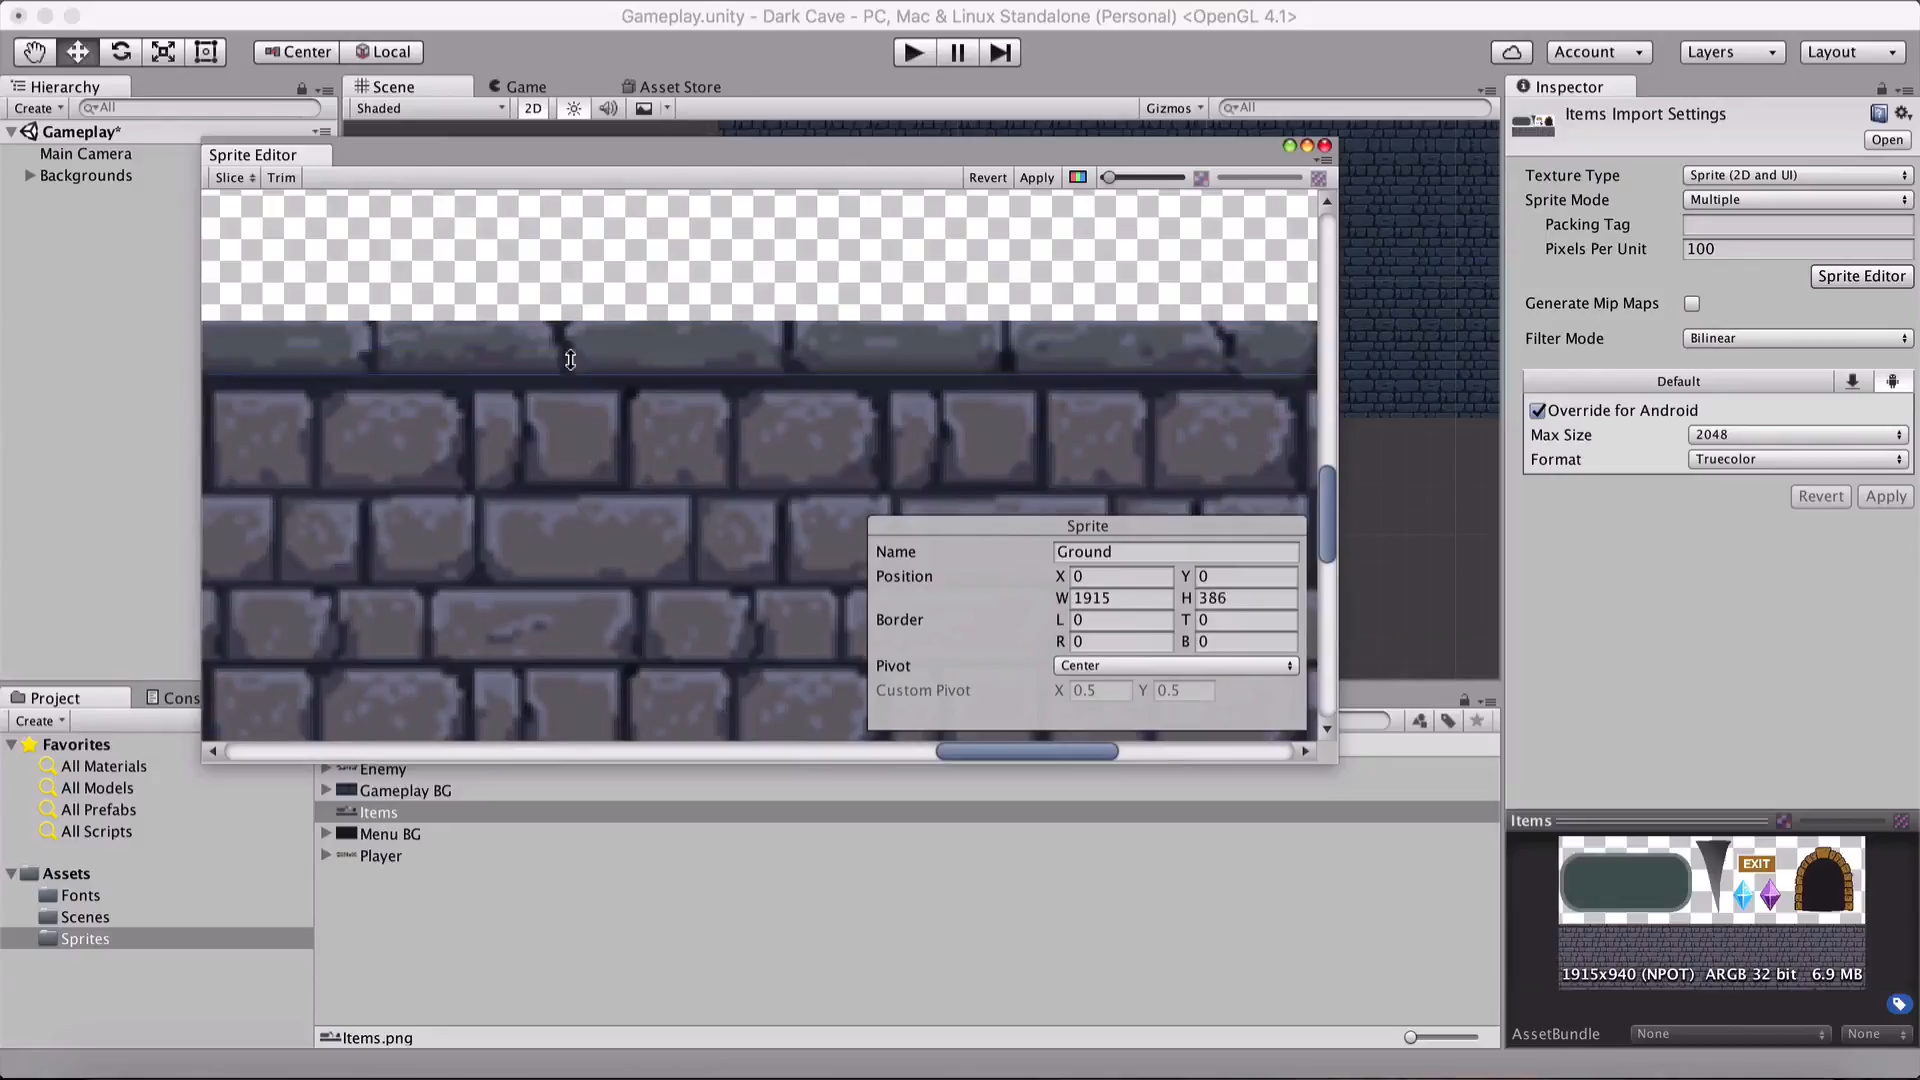 Gameplay.unity - Dark Cave - PC, Mac & Linux Standalone (Personal) <OpenGL 4.1>
Center Local Account Layers Layout
Hierarchy Scene Game Asset Store Inspector
Create All Shaded 2D Gizmos All
Items Import Settings
Open
Gameplay*
Main Camera
Backgrounds
Sprite Editor
Slice Trim Revert Apply
Texture Type Sprite (2D and UI)
Sprite Mode Multiple
Packing Tag
Pixels Per Unit 100
Sprite Editor
Generate Mip Maps
Filter Mode Bilinear
Default
Override for Android
Max Size 2048
Format Truecolor
Revert Apply
Sprite
Name Ground
Position X 0 Y 0
W 1915 H 386
Border L 0 T 0
R 0 B 0
Pivot Center
Custom Pivot X 0.5 Y 0.5
Project Cons
Create
Favorites
All Materials
All Models
All Prefabs
All Scripts
Assets
Fonts
Scenes
Sprites
Enemy
Gameplay BG
Items
Menu BG
Player
Items.png
Items
EXIT
1915x940 (NPOT) ARGB 32 bit 6.9 MB
AssetBundle None None